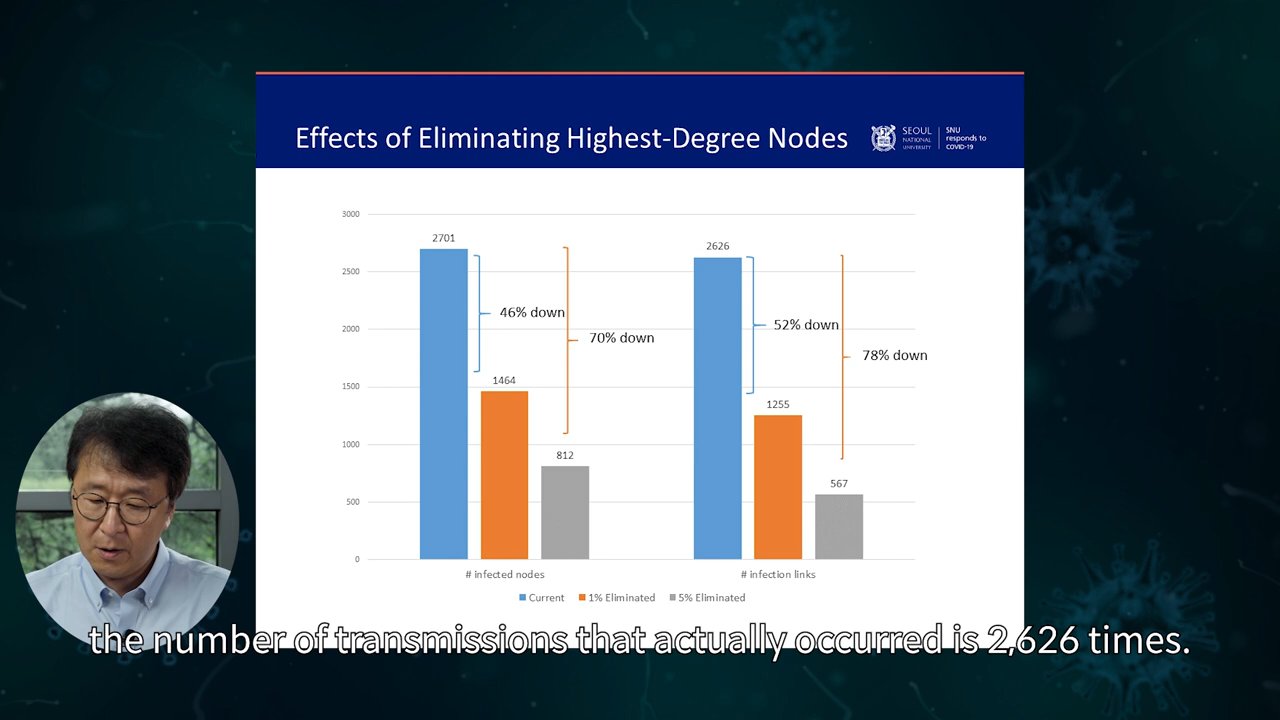 Effects of Eliminating Highest-Degree Nodes
SEOUL
NATIONAL
UNIVERSITY
SNU
responds to
COVID-19
3000
2500
2000
1500
1000
500
0
2701
46% down
70% down
1464
812
2626
52% down
78% down
1255
567
# infected nodes
# infection links
Current
1% Eliminated
5% Eliminated
the number of transmissions that actually occurred is 2,626 times.